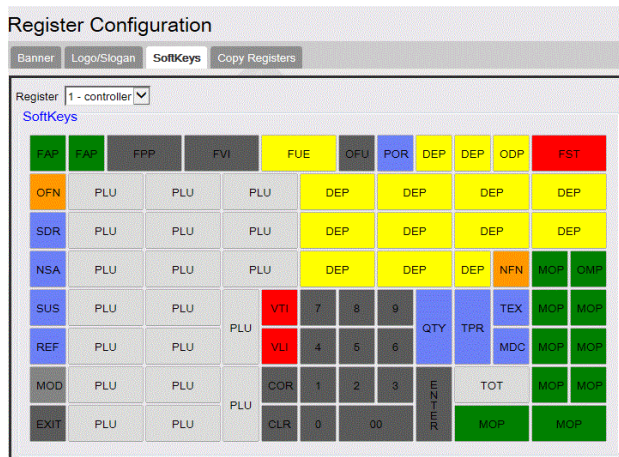 Register Configuration
Banner Logo/Slogan SoftKeys Copy Registers
Register 1 - controller
SoftKeys
FAP FAP FPP FVI FUE OFU POR DEP DEP ODP FST
OFN PLU PLU PLU DEP DEP DEP DEP
SDR PLU PLU PLU DEP DEP DEP DEP
NSA PLU PLU PLU DEP DEP DEP NFN MOP OMP
SUS PLU PLU PLU VTI 7 8 9 QTY TPR TEX MOP MOP
REF PLU PLU VLI 4 5 6 MDC MOP MOP
MOD PLU PLU PLU COR 1 2 3 ENTER TOT MOP MOP
EXIT PLU PLU CLR 0 00 MOP MOP